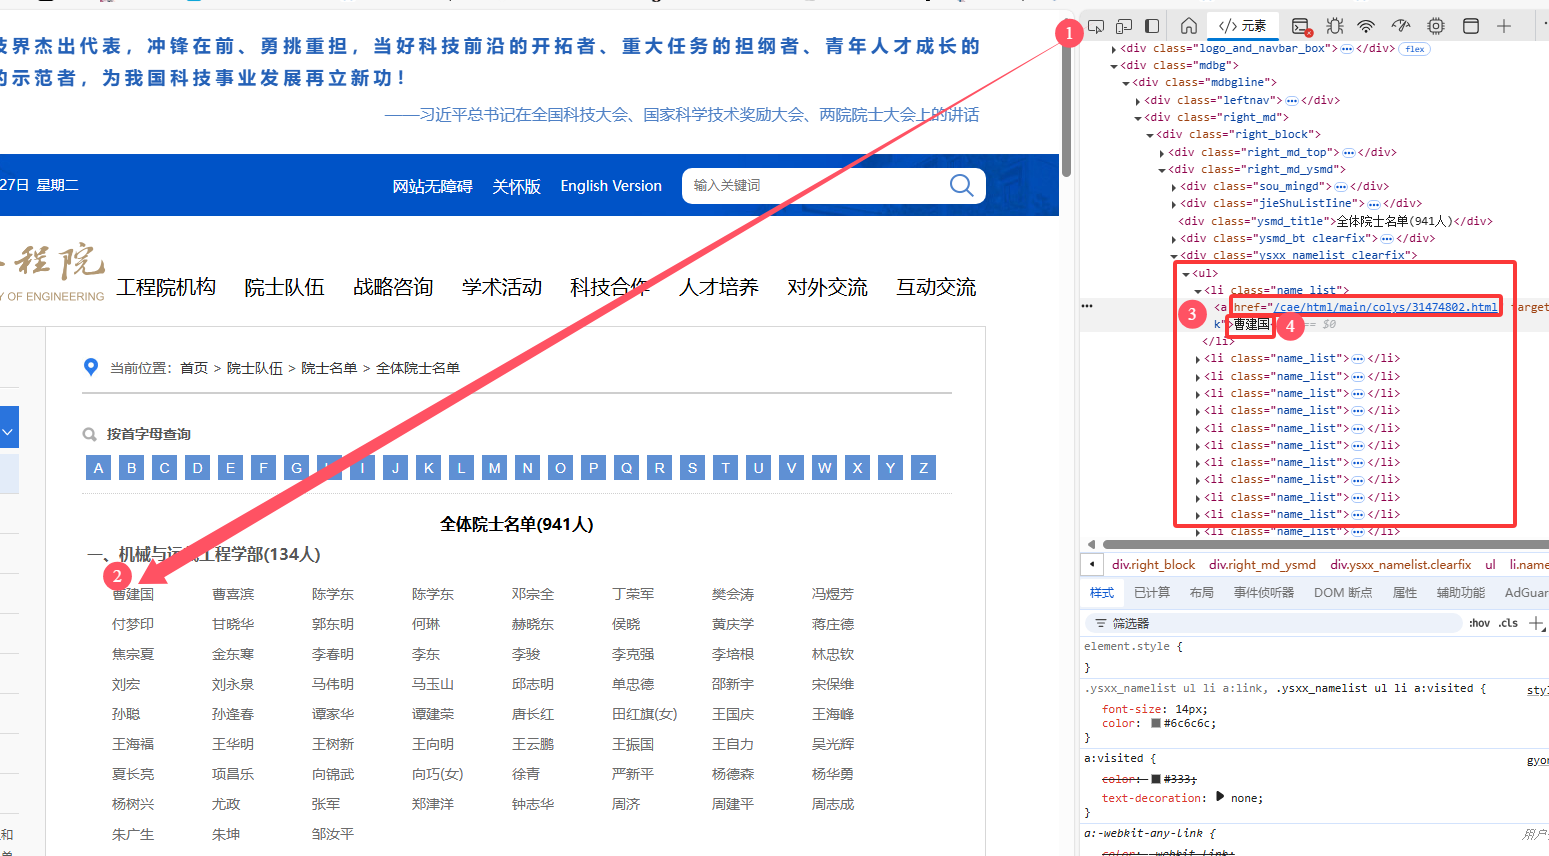 界杰出代表，冲锋在前、勇挑重担，当好科技前沿的开拓者、重大任务的担纲者、青年人才成长的
的示范者，为我国科技事业发展再立新功！
——习近平总书记在全国科技大会、国家科学技术奖励大会、两院院士大会上的讲话
27日 星期二
网站无障碍 关怀版 English Version 输入关键词
程院
Y OF ENGINEERING
工程院机构 院士队伍 战略咨询 学术活动 科技合作 人才培养 对外交流 互动交流
当前位置：首页 > 院士队伍 > 院士名单 > 全体院士名单
按首字母查询
A B C D E F G H I J K L M N O P Q R S T U V W X Y Z
全体院士名单(941人)
一、机械与运载工程学部(134人)
曹建国 曹喜滨 陈学东 陈学东 邓宗全 丁荣军 樊会涛 冯煜芳
付梦印 甘晓华 郭东明 何琳 赫晓东 侯晓 黄庆学 蒋庄德
焦宗夏 金东寒 李春明 李东 李骏 李克强 李培根 林忠钦
刘宏 刘永泉 马伟明 马玉山 邱志明 单忠德 邵新宇 宋保维
孙聪 孙逢春 谭家华 谭建荣 唐长红 田红旗(女) 王国庆 王海峰
王海福 王华明 王树新 王向明 王云鹏 王振国 王自力 吴光辉
夏长亮 项昌乐 向锦武 向巧(女) 徐青 严新平 杨德森 杨华勇
杨树兴 尤政 张军 郑津洋 钟志华 周济 周建平 周志成
朱广生 朱坤 邹汝平
和
单
1
2
3
4
</> 元素
<div class="logo_and_navbar_box">…</div> flex
<div class="mdbg">
<div class="mdbgline">
<div class="leftnav">…</div>
<div class="right_md">
<div class="right_block">
<div class="right_md_top">…</div>
<div class="right_md_ysmd">
<div class="sou_mingd">…</div>
<div class="jieShuListIine">…</div>
<div class="ysmd_title">全体院士名单(941人)</div>
<div class="ysmd_bt clearfix">…</div>
<div class="ysxx_namelist clearfix">
<ul>
<li class="name_list">
<a href="/cae/html/main/colys/31474802.html" target
k">曹建国 == $0
</li>
<li class="name_list">…</li>
<li class="name_list">…</li>
<li class="name_list">…</li>
<li class="name_list">…</li>
<li class="name_list">…</li>
<li class="name_list">…</li>
<li class="name_list">…</li>
<li class="name_list">…</li>
<li class="name_list">…</li>
<li class="name_list">…</li>
<li class="name_list">…</li>
div.right_block div.right_md_ysmd div.ysxx_namelist.clearfix ul li.name
样式 已计算 布局 事件侦听器 DOM 断点 属性 辅助功能 AdGuar
筛选器 :hov .cls
element.style {
}
.ysxx_namelist ul li a:link, .ysxx_namelist ul li a:visited { styl
font-size: 14px;
color: #6c6c6c;
}
a:visited { gyo
color: #333;
text-decoration: none;
}
a:-webkit-any-link { 用户
color: -webkit-link;